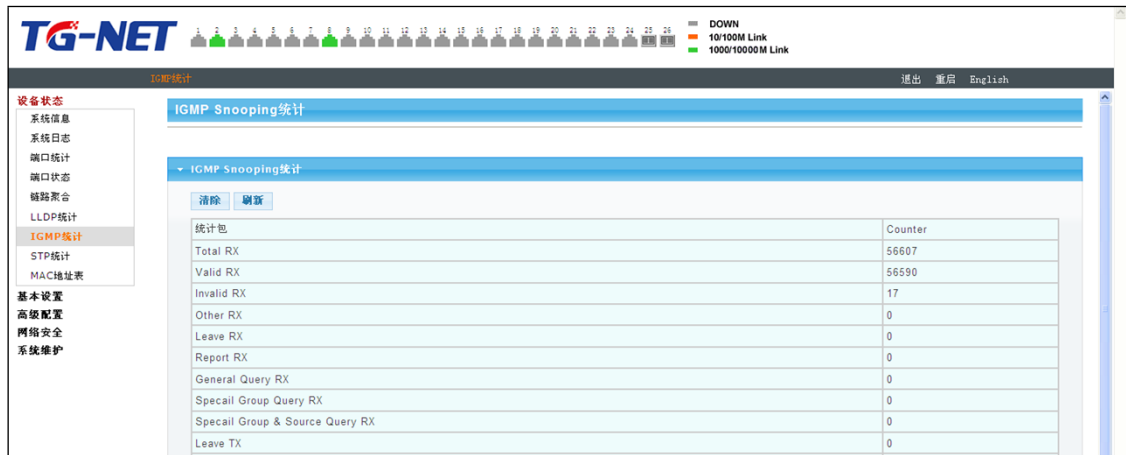 TG-NET
1 2 3 4 5 6 7 8 9 10 11 12 13 14 15 16 17 18 19 20 21 22 23 24 25 26
DOWN
10/100M Link
1000/10000M Link
IGMP统计
退出 重启 English
设备状态
系统信息
系统日志
端口统计
端口状态
链路聚合
LLDP统计
IGMP统计
STP统计
MAC地址表
基本设置
高级配置
网络安全
系统维护
IGMP Snooping统计
IGMP Snooping统计
清除 刷新
统计包 Counter
Total RX 56607
Valid RX 56590
Invalid RX 17
Other RX 0
Leave RX 0
Report RX 0
General Query RX 0
Specail Group Query RX 0
Specail Group & Source Query RX 0
Leave TX 0